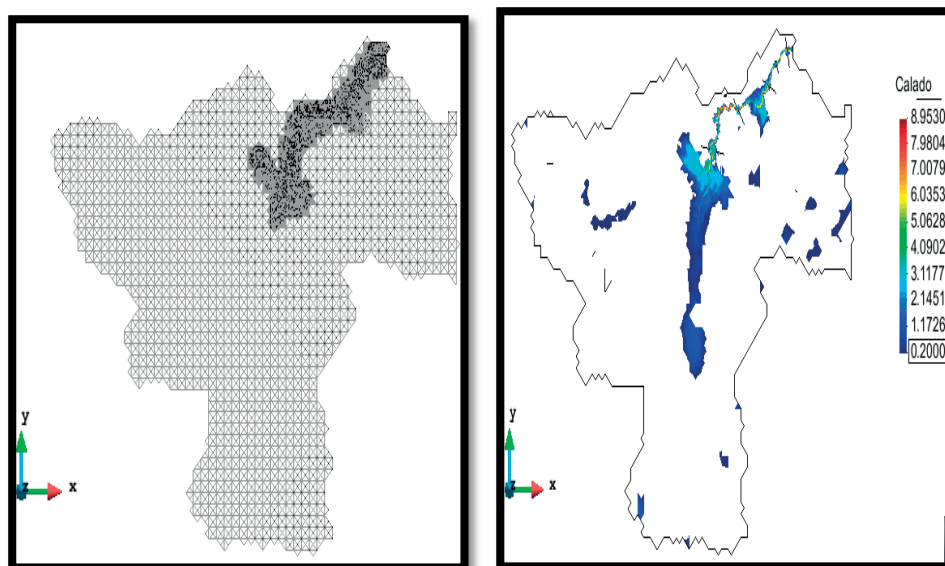 y
z
x
Calado
8.9530
7.9804
7.0079
6.0353
5.0628
4.0902
3.1177
2.1451
1.1726
0.2000
y
z
x